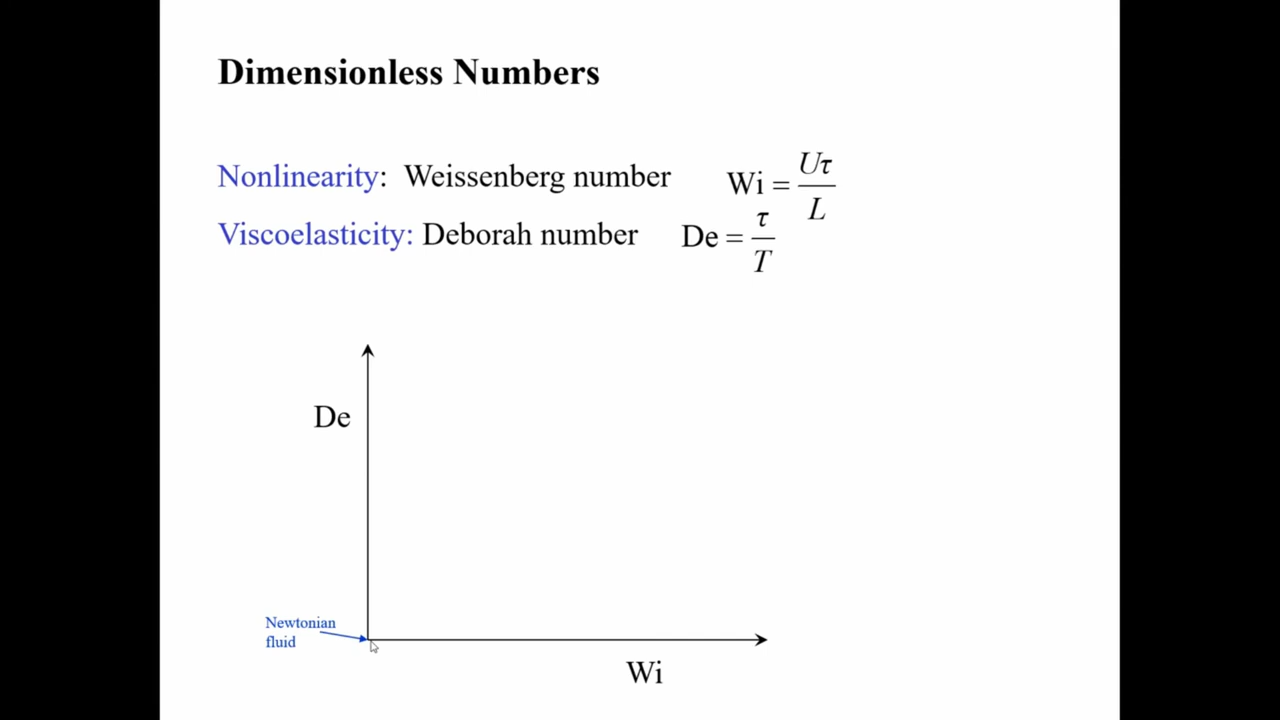 Dimensionless Numbers
Nonlinearity: Weissenberg number Wi = Uτ / L
Viscoelasticity: Deborah number De = τ / T
De
Newtonian
fluid
Wi